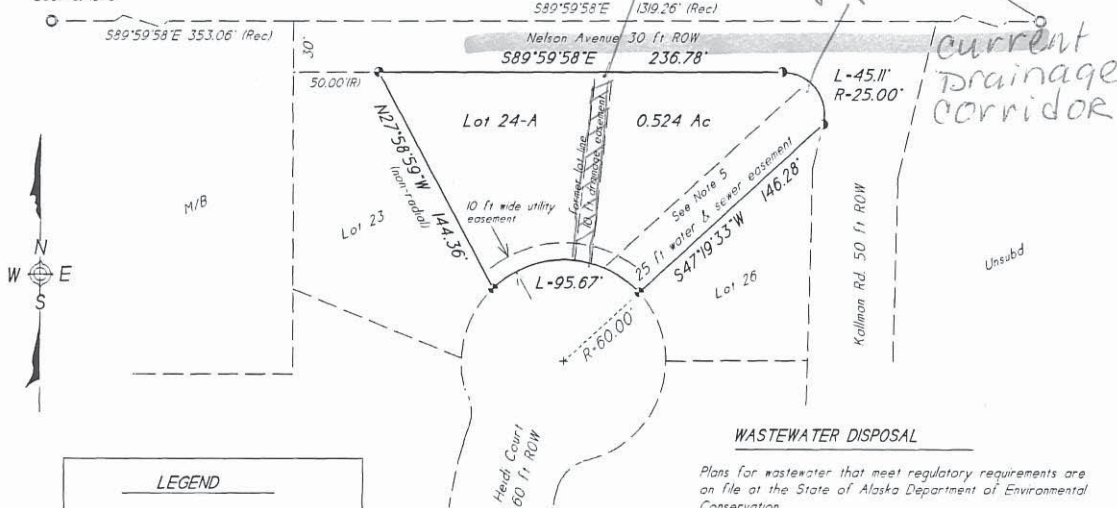 S89°59'58"E 1319.26' (Rec)
S89°59'58"E 353.06' (Rec)
Nelson Avenue 30 ft ROW
S89°59'58"E 236.78'
30'
50.00'(R)
L-45.11'
R-25.00'
current
Drainage
corridor
Lot 24-A
0.524 Ac
N27°58'59"W
(non-radial)
144.36'
former lot line
10 ft drainage easement
See Note 5
25 ft water & sewer easement
S47°19'33"W 146.28'
10 ft wide utility
easement
M/B
Lot 23
Lot 26
Unsubd
Kallman Rd. 50 ft ROW
N
W E
S
L-95.67'
R-60.00'
Heidi Court
60 ft ROW
LEGEND
WASTEWATER DISPOSAL
Plans for wastewater that meet regulatory requirements are
on file at the State of Alaska Department of Environmental
Conservation